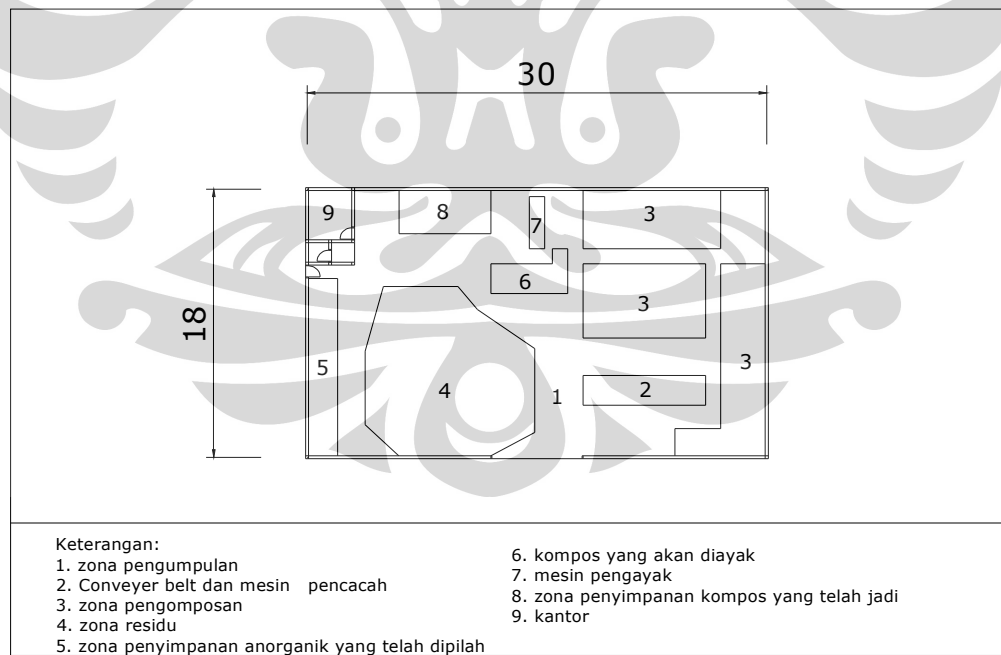 30
18
9
8
7
3
6
3
5
4
1
2
3
Keterangan:
1. zona pengumpulan
2. Conveyer belt dan mesin pencacah
3. zona pengomposan
4. zona residu
5. zona penyimpanan anorganik yang telah dipilah
6. kompos yang akan diayak
7. mesin pengayak
8. zona penyimpanan kompos yang telah jadi
9. kantor